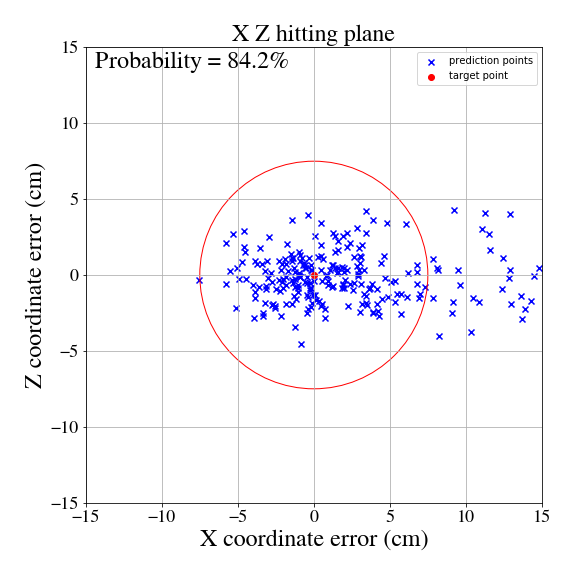 X Z hitting plane
Probability = 84.2%
prediction points
target point
Z coordinate error (cm)
15
10
5
0
−5
−10
−15
−15
−10
−5
0
5
10
15
X coordinate error (cm)